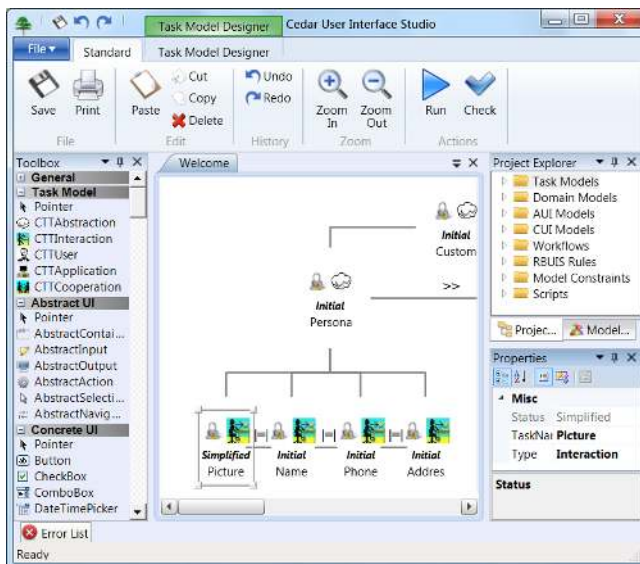 Task Model Designer Cedar User Interface Studio
File Standard Task Model Designer
Save Print Paste Cut Copy Delete Undo Redo Zoom In Zoom Out Run Check
File Edit History Zoom Actions
Toolbox
General
Task Model
Pointer
CTTAbstraction
CTTInteraction
CTTUser
CTTApplication
CTTCooperation
Abstract UI
Pointer
AbstractContai...
AbstractInput
AbstractOutput
AbstractAction
AbstractSelecti...
AbstractNavig...
Concrete UI
Pointer
Button
CheckBox
ComboBox
DateTimePicker
Welcome
Initial
Custom
>>
Initial
Persona
|=| |=| |=|
Simplified Initial Initial Initial
Picture Name Phone Addres
Project Explorer
Task Models
Domain Models
AUI Models
CUI Models
Workflows
RBUIS Rules
Model Constraints
Scripts
Projec... Model...
Properties
Misc
Status Simplified
TaskNa Picture
Type Interaction
Status
Error List
Ready